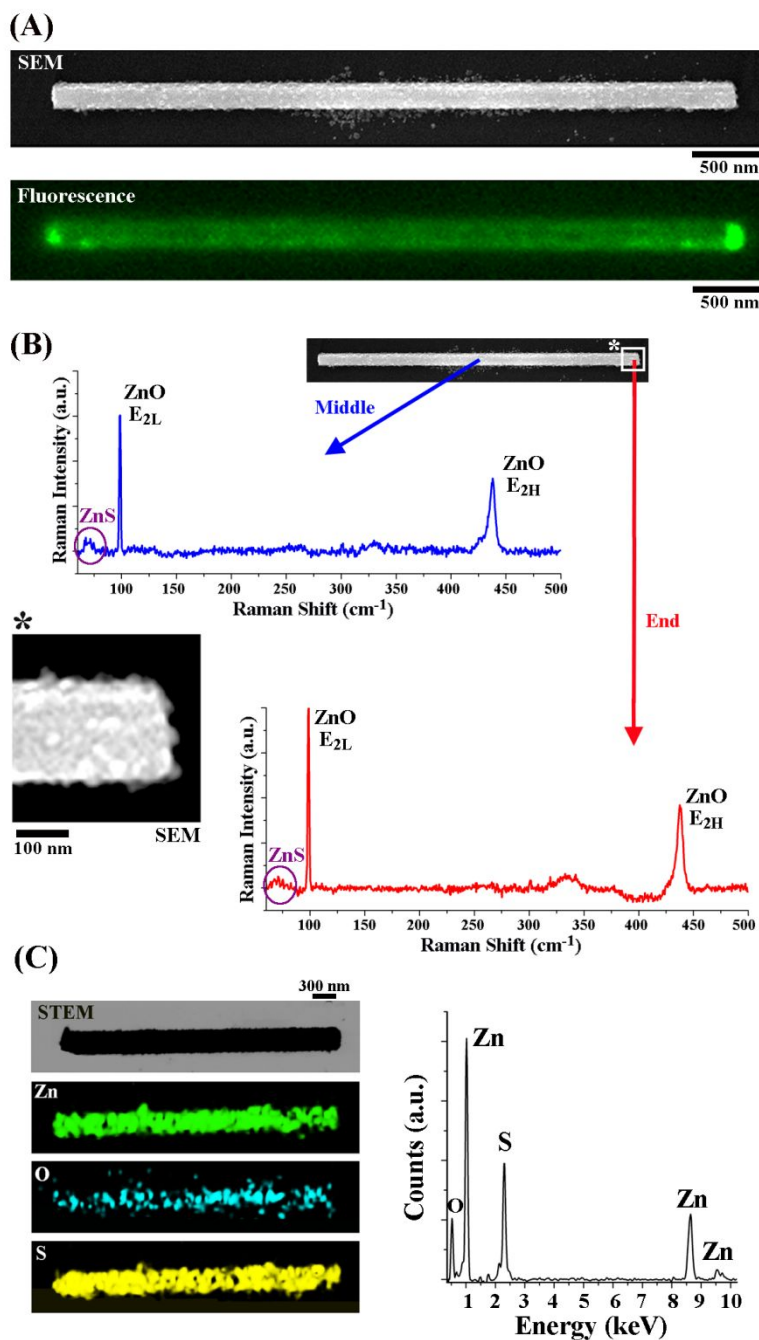 (A)
SEM
500 nm
Fluorescence
500 nm
(B)
*
ZnO
E2L
Middle
ZnO
E2H
ZnS
Raman Intensity (a.u.)
100 150 200 250 300 350 400 450 500
Raman Shift (cm-1)
End
*
100 nm
SEM
ZnO
E2L
ZnO
E2H
ZnS
Raman Intensity (a.u.)
100 150 200 250 300 350 400 450 500
Raman Shift (cm-1)
(C)
300 nm
STEM
Zn
O
S
Zn
S
O
Zn
Zn
Counts (a.u.)
1 2 3 4 5 6 7 8 9 10
Energy (keV)